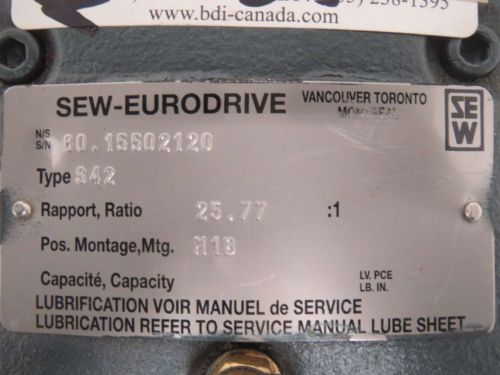 www.bdi-canada.com
SEW-EURODRIVE VANCOUVER TORONTO
MONTREAL
SEW
N/S
S/N 80.15502120
Type S42
Rapport, Ratio 25.77 :1
Pos. Montage,Mtg. M1B
Capacité, Capacity LV. PCE
LB. IN.
LUBRIFICATION VOIR MANUEL de SERVICE
LUBRICATION REFER TO SERVICE MANUAL LUBE SHEET